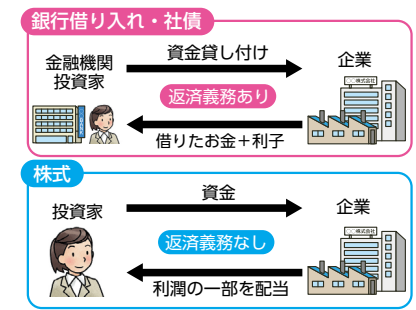 銀行借り入れ・社債
金融機関
投資家
資金貸し付け
企業
返済義務あり
借りたお金＋利子
株式
投資家
資金
企業
返済義務なし
利潤の一部を配当